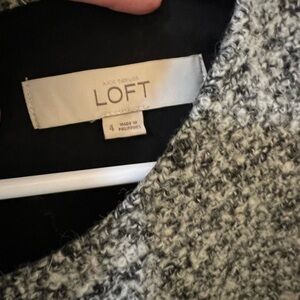 ANN TAYLOR
LOFT
4
MADE IN
PHILIPPINES